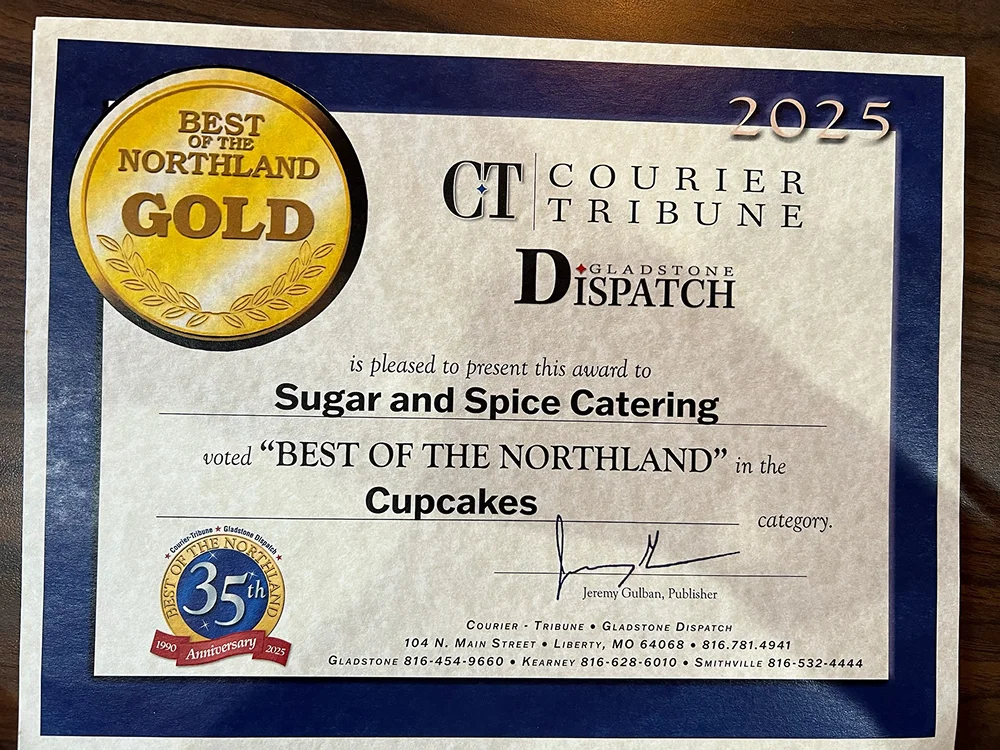 2025
BEST
OF THE
NORTHLAND
GOLD
CT COURIER
TRIBUNE
GLADSTONE
DISPATCH
is pleased to present this award to
Sugar and Spice Catering
voted “BEST OF THE NORTHLAND” in the
Cupcakes
category.
Courier-Tribune ★ Gladstone Dispatch
BEST OF THE NORTHLAND
35th
1990 Anniversary 2025
Jeremy Gulban, Publisher
COURIER - TRIBUNE • GLADSTONE DISPATCH
104 N. MAIN STREET • LIBERTY, MO 64068 • 816.781.4941
GLADSTONE 816-454-9660 • KEARNEY 816-628-6010 • SMITHVILLE 816-532-4444